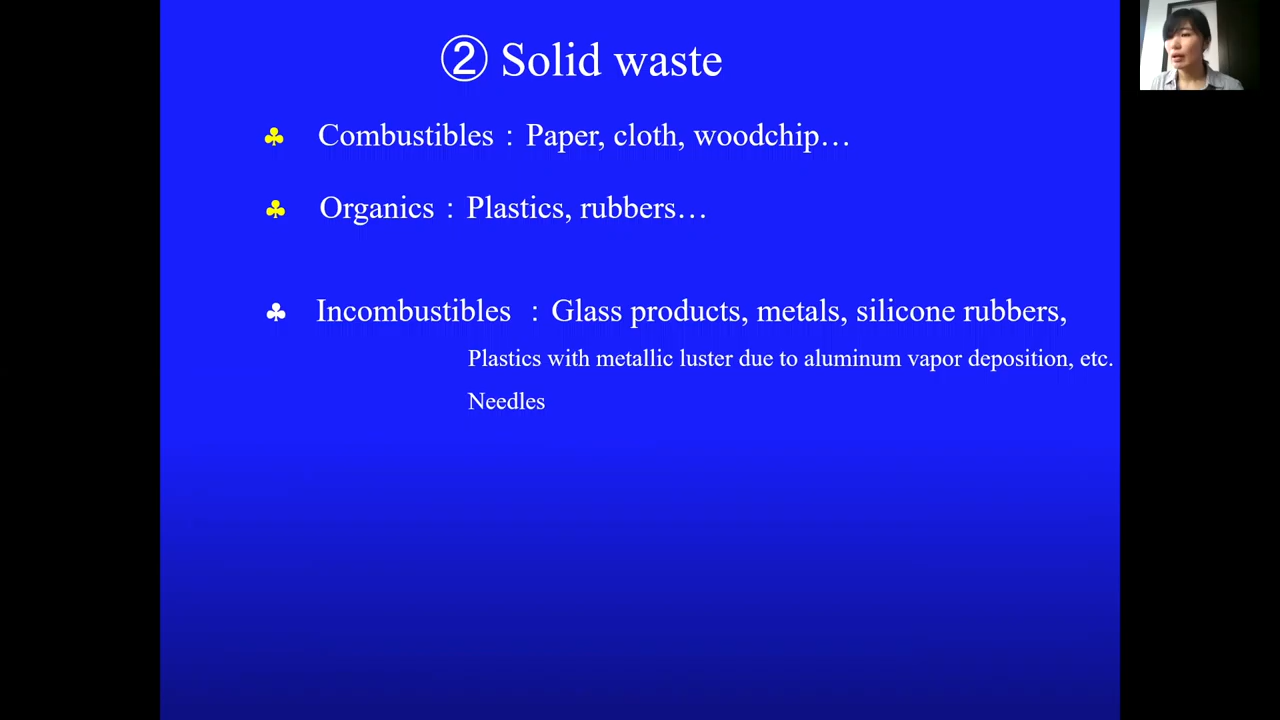 ② Solid waste
♣ Combustibles：Paper, cloth, woodchip…
♣ Organics：Plastics, rubbers…
♣ Incombustibles ：Glass products, metals, silicone rubbers,
Plastics with metallic luster due to aluminum vapor deposition, etc.
Needles